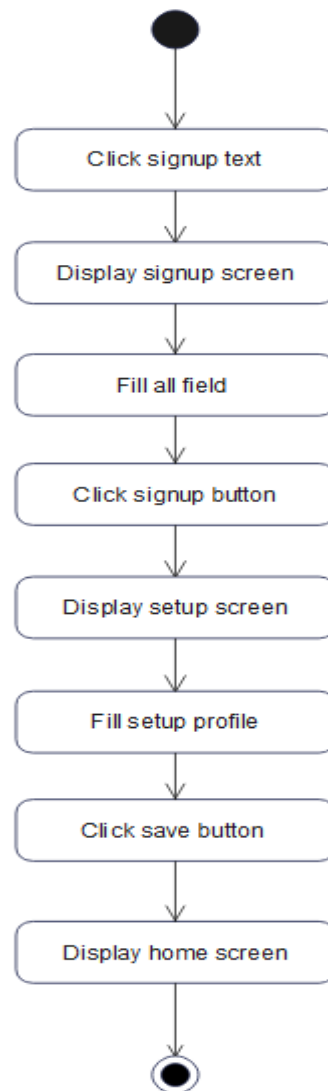 Click signup text
Display signup screen
Fill all field
Click signup button
Display setup screen
Fill setup profile
Click save button
Display home screen